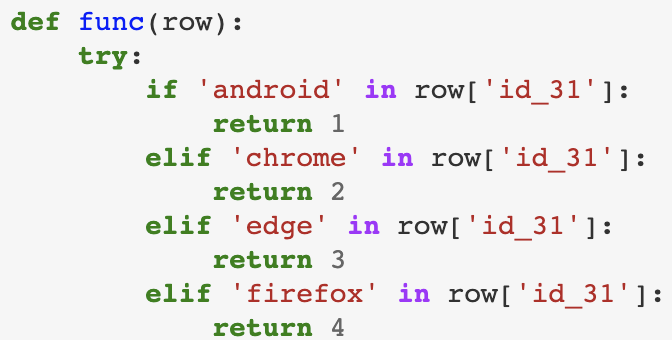 def func(row):
    try:
        if 'android' in row['id_31']:
            return 1
        elif 'chrome' in row['id_31']:
            return 2
        elif 'edge' in row['id_31']:
            return 3
        elif 'firefox' in row['id_31']:
            return 4